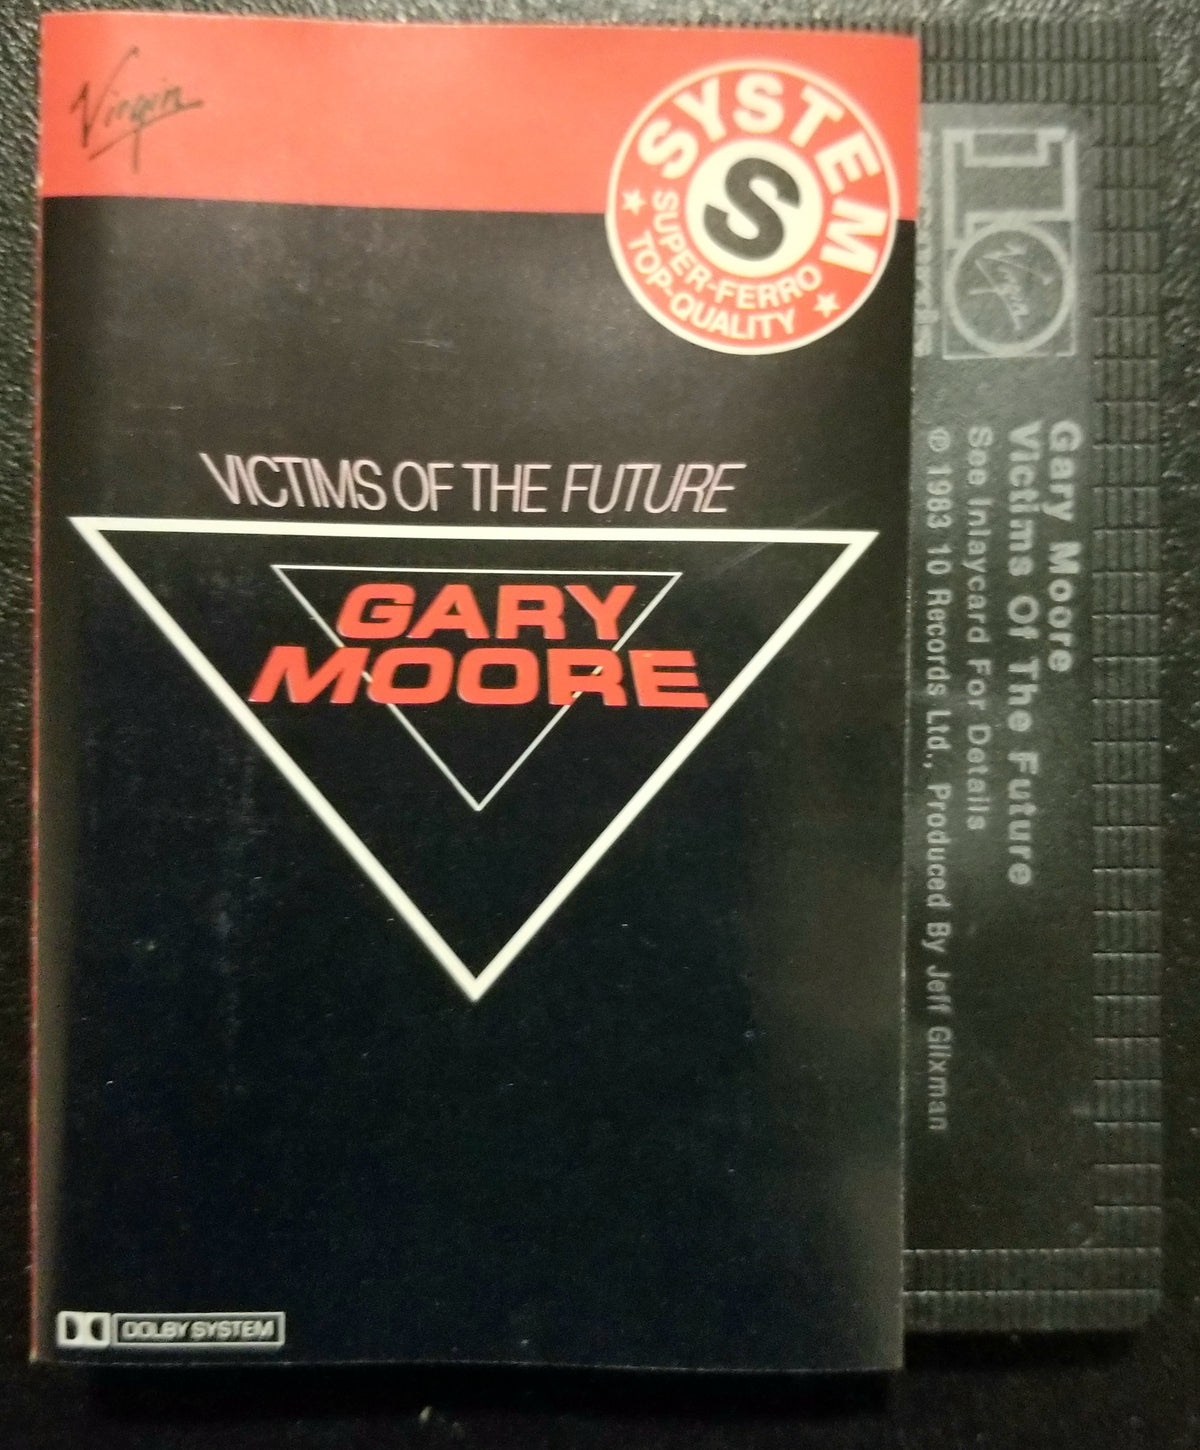 Virgin
SYSTEM
S
SUPER-FERRO
TOP-QUALITY
VICTIMS OF THE FUTURE
GARY
MOORE
DOLBY SYSTEM
10
Virgin
Gary Moore
Victims Of The Future
See Inlaycard For Details
℗ 1983 10 Records Ltd., Produced By Jeff Glixman